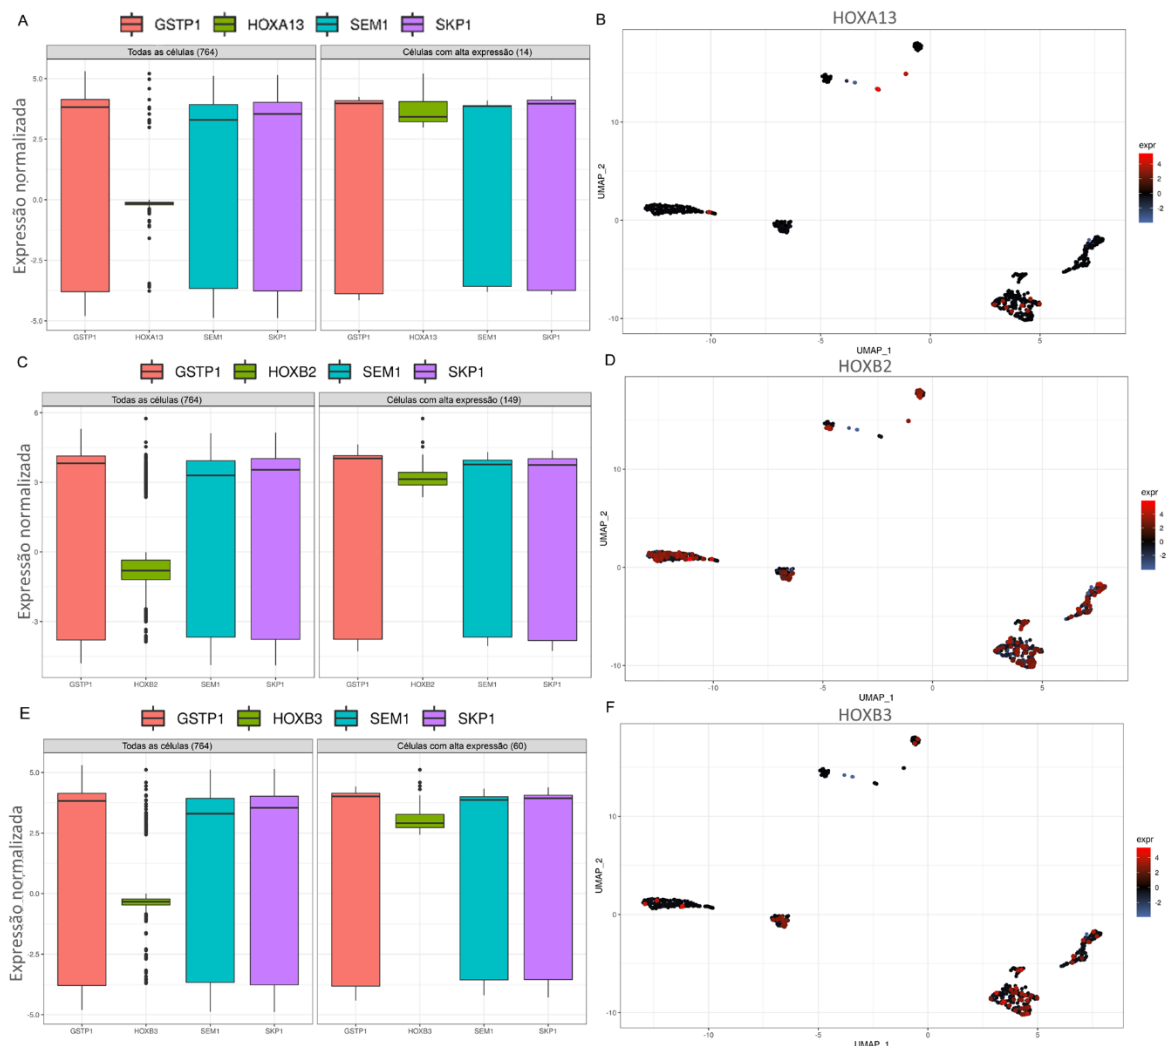 A
GSTP1 HOXA13 SEM1 SKP1
Todas as células (764) Células com alta expressão (14)
Expressão normalizada
5.0
2.5
0.0
-2.5
-5.0
GSTP1 HOXA13 SEM1 SKP1 GSTP1 HOXA13 SEM1 SKP1
B
HOXA13
UMAP_2
10
0
-10
-10 -5 0 5
UMAP_1
expr
4
2
0
-2
C
GSTP1 HOXB2 SEM1 SKP1
Todas as células (764) Células com alta expressão (149)
Expressão normalizada
6
3
0
-3
GSTP1 HOXB2 SEM1 SKP1 GSTP1 HOXB2 SEM1 SKP1
D
HOXB2
UMAP_2
10
0
-10
-10 -5 0 5
UMAP_1
expr
4
2
0
-2
E
GSTP1 HOXB3 SEM1 SKP1
Todas as células (764) Células com alta expressão (60)
Expressão normalizada
5.0
2.5
0.0
-2.5
-5.0
GSTP1 HOXB3 SEM1 SKP1 GSTP1 HOXB3 SEM1 SKP1
F
HOXB3
UMAP_2
10
0
-10
-10 -5 0 5
UMAP_1
expr
4
2
0
-2